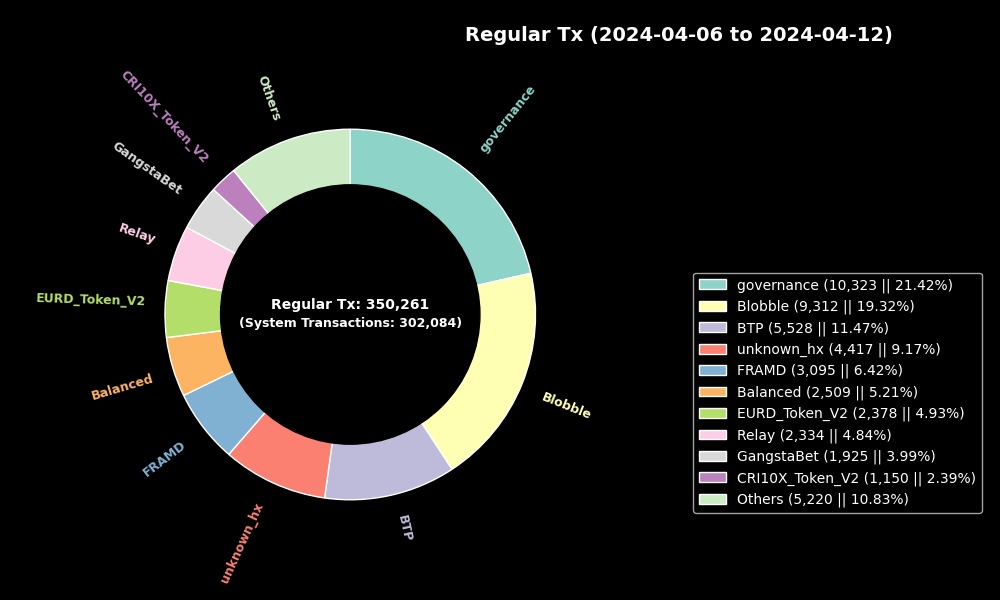 Regular Tx (2024-04-06 to 2024-04-12)
governance
Blobble
BTP
unknown_hx
FRAMD
Balanced
EURD_Token_V2
Relay
GangstaBet
CRI10X_Token_V2
Others
Regular Tx: 350,261
(System Transactions: 302,084)
governance (10,323 || 21.42%)
Blobble (9,312 || 19.32%)
BTP (5,528 || 11.47%)
unknown_hx (4,417 || 9.17%)
FRAMD (3,095 || 6.42%)
Balanced (2,509 || 5.21%)
EURD_Token_V2 (2,378 || 4.93%)
Relay (2,334 || 4.84%)
GangstaBet (1,925 || 3.99%)
CRI10X_Token_V2 (1,150 || 2.39%)
Others (5,220 || 10.83%)